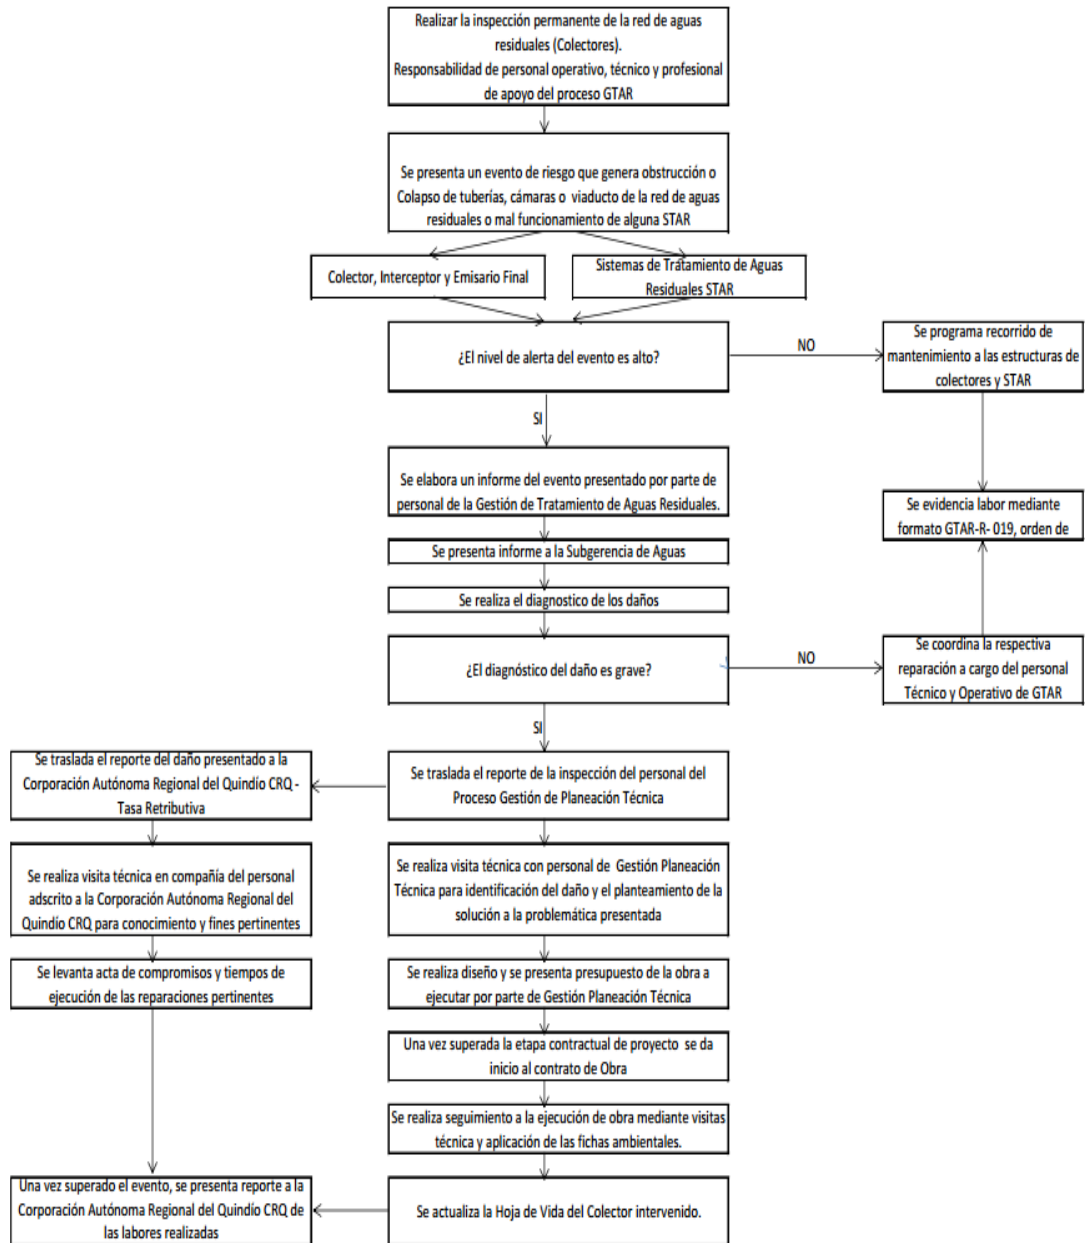 Realizar la inspección permanente de la red de aguas
residuales (Colectores).
Responsabilidad de personal operativo, técnico y profesional
de apoyo del proceso GTAR
Se presenta un evento de riesgo que genera obstrucción o
Colapso de tuberías, cámaras o viaducto de la red de aguas
residuales o mal funcionamiento de alguna STAR
Colector, Interceptor y Emisario Final
Sistemas de Tratamiento de Aguas
Residuales STAR
¿El nivel de alerta del evento es alto?
NO
Se programa recorrido de
mantenimiento a las estructuras de
colectores y STAR
SI
Se elabora un informe del evento presentado por parte de
personal de la Gestión de Tratamiento de Aguas Residuales.
Se evidencia labor mediante
formato GTAR-R- 019, orden de
Se presenta informe a la Subgerencia de Aguas
Se realiza el diagnostico de los daños
¿El diagnóstico del daño es grave?
NO
Se coordina la respectiva
reparación a cargo del personal
Técnico y Operativo de GTAR
SI
Se traslada el reporte del daño presentado a la
Corporación Autónoma Regional del Quindío CRQ -
Tasa Retributiva
Se traslada el reporte de la inspección del personal del
Proceso Gestión de Planeación Técnica
Se realiza visita técnica en compañía del personal
adscrito a la Corporación Autónoma Regional del
Quindío CRQ para conocimiento y fines pertinentes
Se realiza visita técnica con personal de Gestión Planeación
Técnica para identificación del daño y el planteamiento de la
solución a la problemática presentada
Se levanta acta de compromisos y tiempos de
ejecución de las reparaciones pertinentes
Se realiza diseño y se presenta presupuesto de la obra a
ejecutar por parte de Gestión Planeación Técnica
Una vez superada la etapa contractual de proyecto se da
inicio al contrato de Obra
Se realiza seguimiento a la ejecución de obra mediante visitas
técnica y aplicación de las fichas ambientales.
Una vez superado el evento, se presenta reporte a la
Corporación Autónoma Regional del Quindío CRQ de
las labores realizadas
Se actualiza la Hoja de Vida del Colector intervenido.